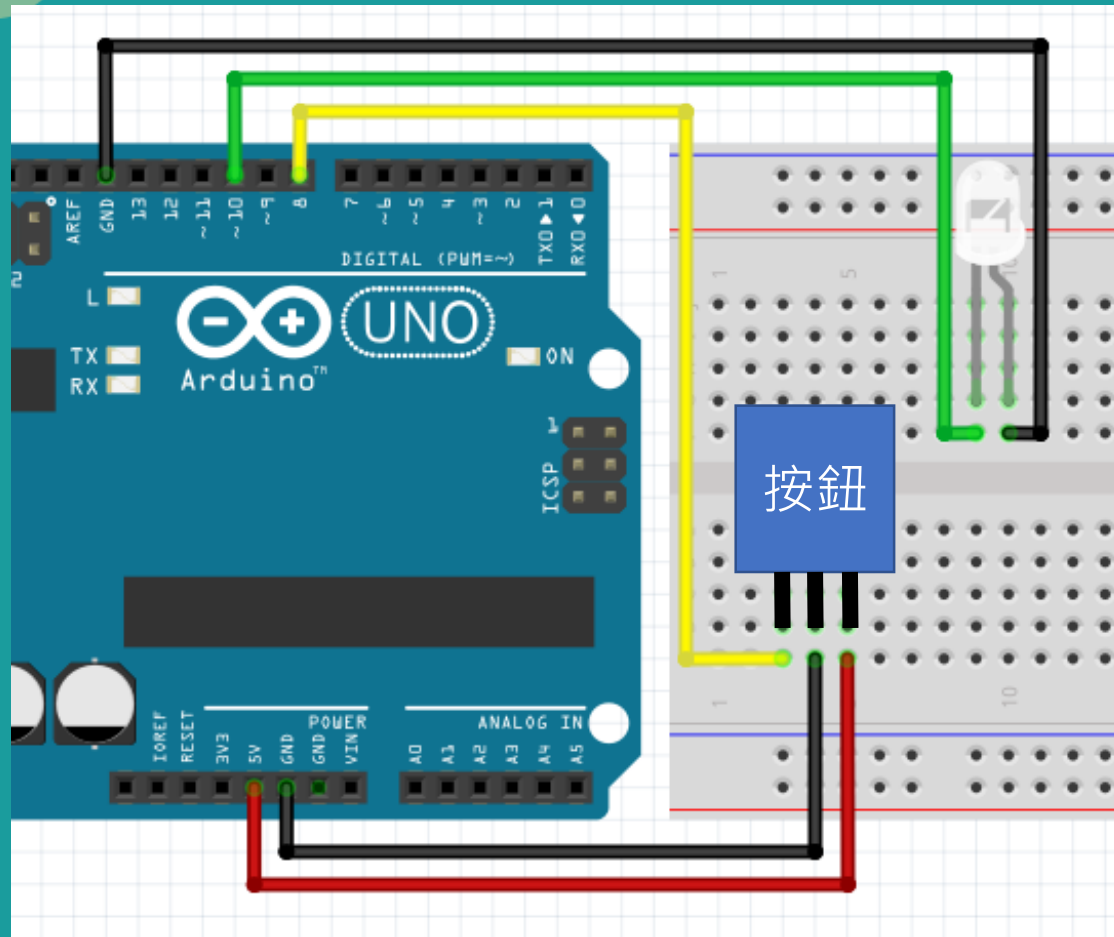 AREF
GND
13
12
~11
~10
~9
8
7
~6
~5
4
~3
2
TX0▶1
RX0◀0
2
DIGITAL (PWM=~)
L
TX
RX
UNO
ON
Arduino™
1
ICSP
1
5
10
按鈕
1
10
POWER
ANALOG IN
IOREF
RESET
3V3
5V
GND
GND
VIN
A0
A1
A2
A3
A4
A5